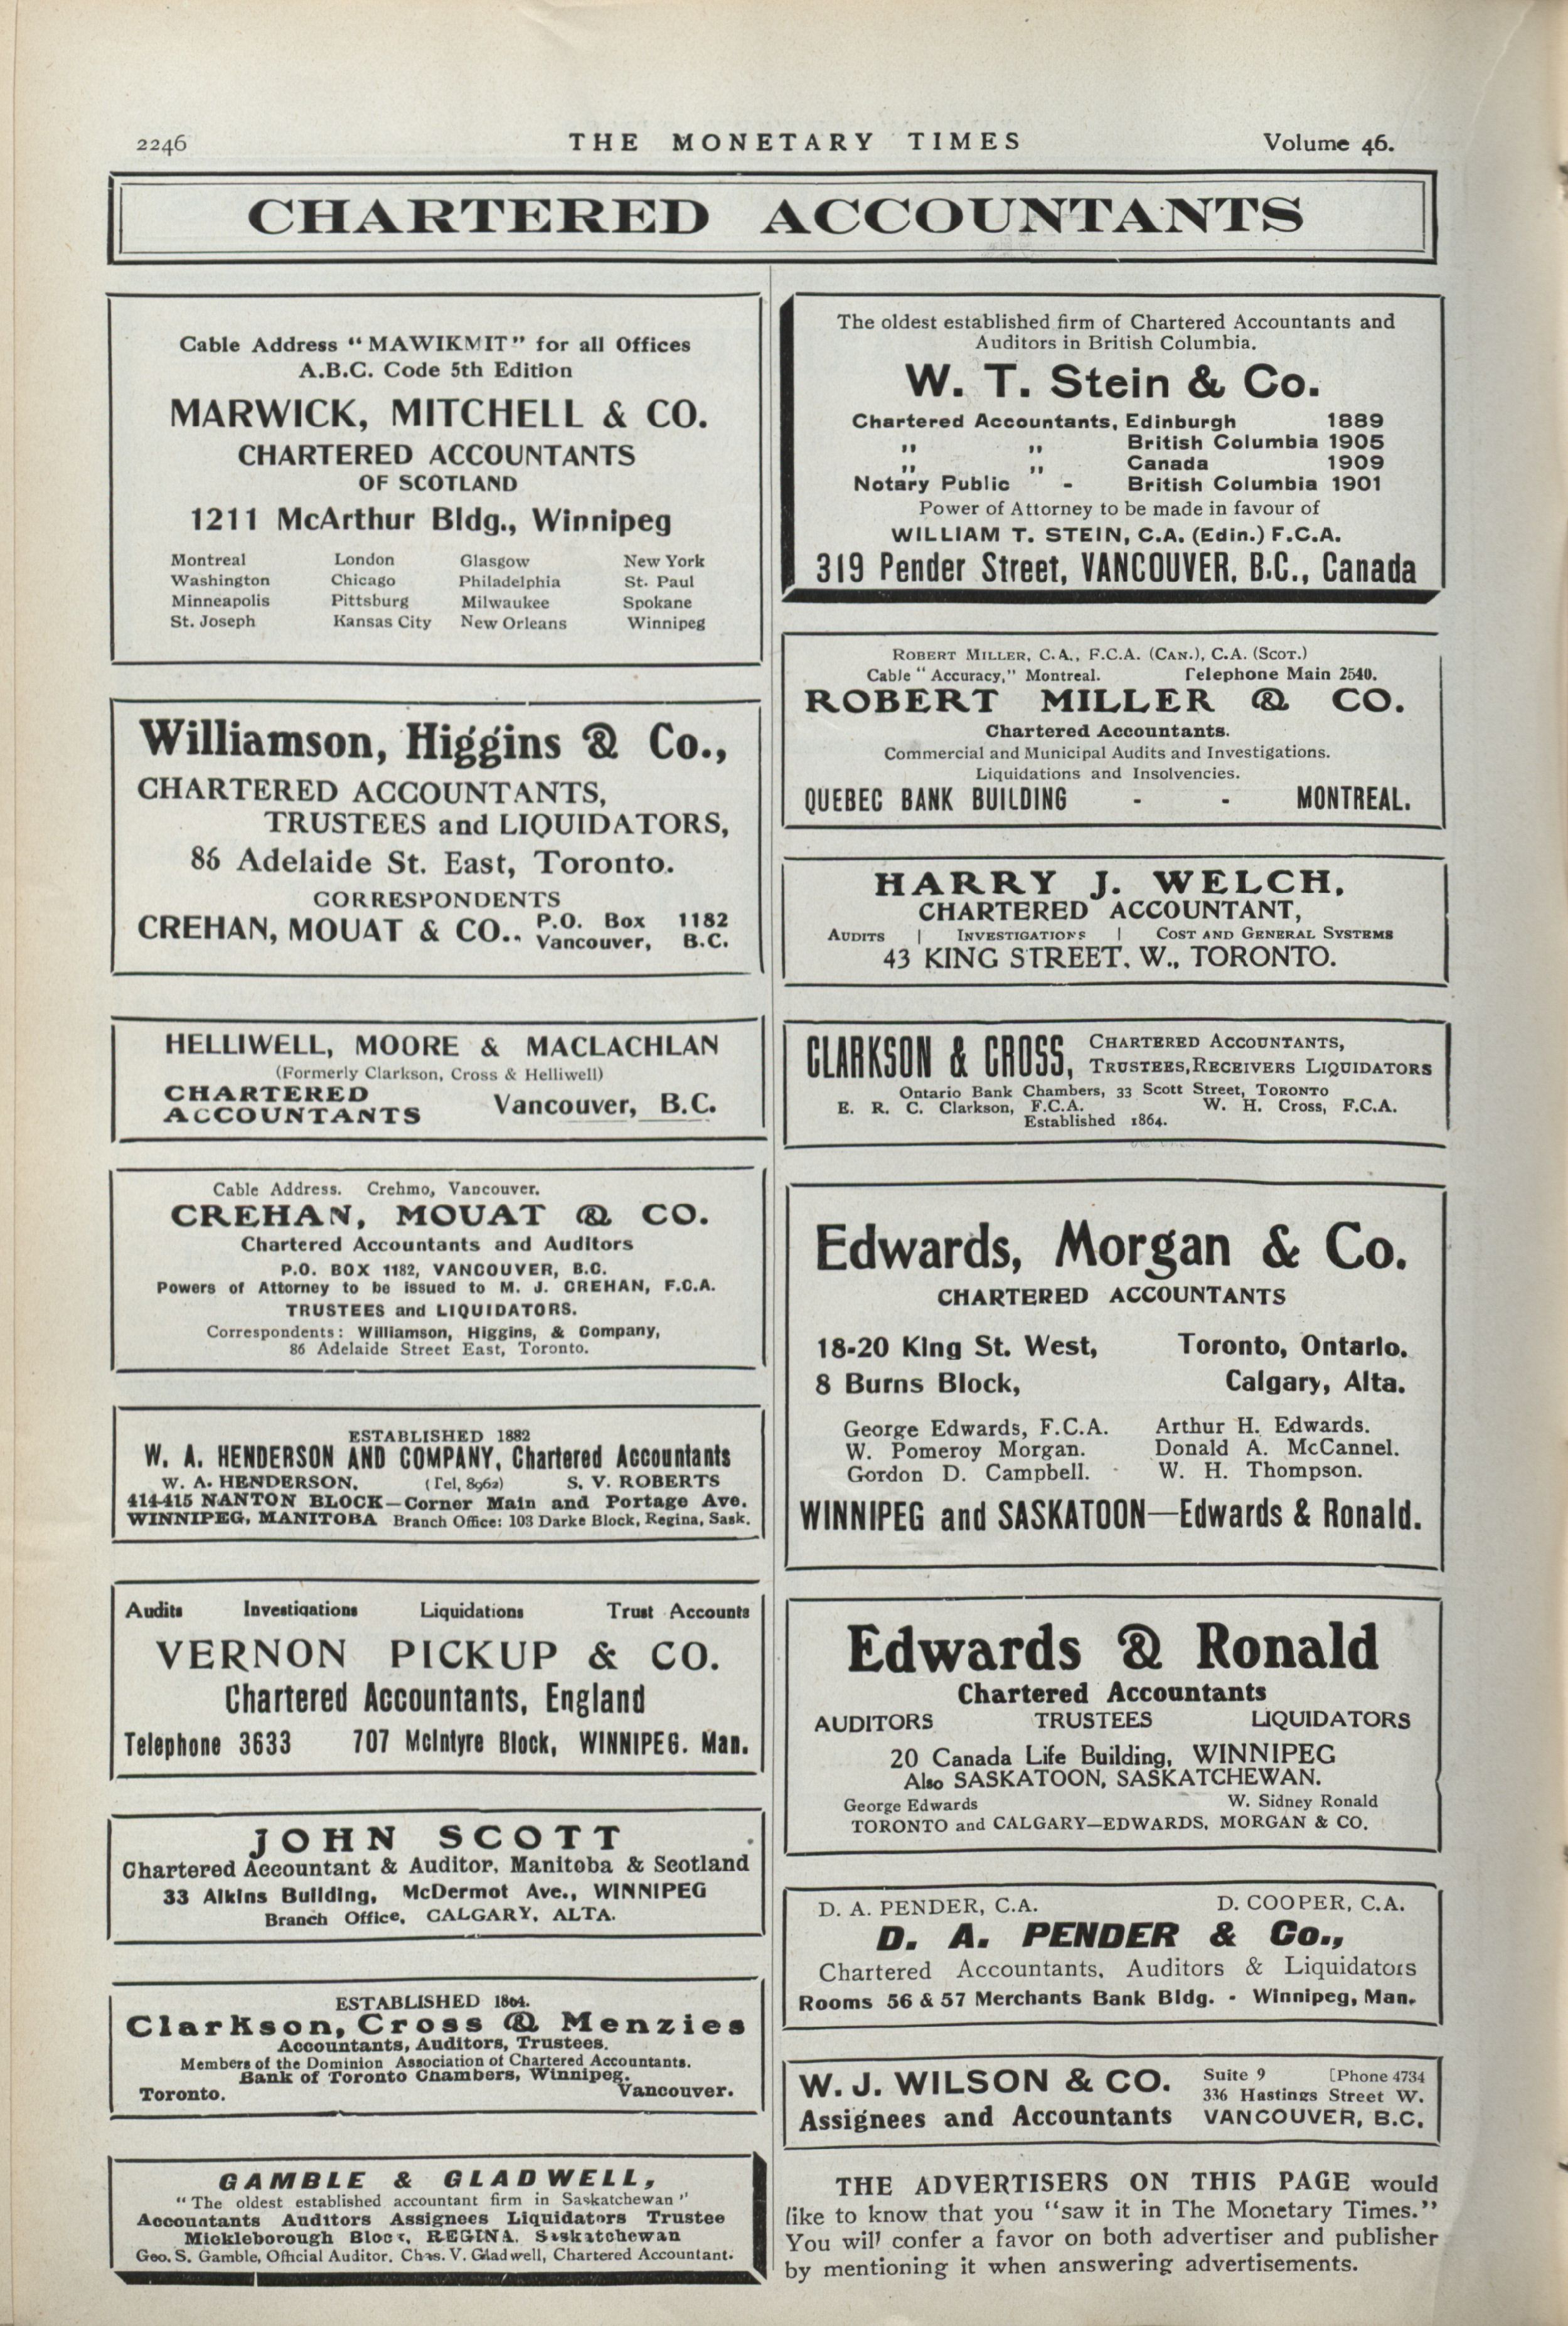 2246
THE MONETARY TIMES
Volume 46.
CHARTERED ACCOUNTANTS
Cable Address "MAWIKMIT" for all Offices
A.B.C. Code 5th Edition
MARWICK, MITCHELL & CO.
CHARTERED ACCOUNTANTS
OF SCOTLAND
1211 McArthur Bldg., Winnipeg
Montreal London Glasgow New York
Washington Chicago Philadelphia St. Paul
Minneapolis Pittsburg Milwaukee Spokane
St. Joseph Kansas City New Orleans Winnipeg
Williamson, Higgins & Co.,
CHARTERED ACCOUNTANTS,
TRUSTEES and LIQUIDATORS,
86 Adelaide St. East, Toronto.
CORRESPONDENTS
CREHAN, MOUAT & CO., P.O. Box 1182
Vancouver, B.C.
HELLIWELL, MOORE & MACLACHLAN
(Formerly Clarkson, Cross & Helliwell)
CHARTERED
ACCOUNTANTS Vancouver, B.C.
Cable Address. Crehmo, Vancouver.
CREHAN, MOUAT & CO.
Chartered Accountants and Auditors
P.O. BOX 1182, VANCOUVER, B.C.
Powers of Attorney to be issued to M. J. CREHAN, F.C.A.
TRUSTEES and LIQUIDATORS.
Correspondents: Williamson, Higgins, & Company,
86 Adelaide Street East, Toronto.
ESTABLISHED 1882
W. A. HENDERSON AND COMPANY, Chartered Accountants
W. A. HENDERSON. (Tel, 8962) S. V. ROBERTS
414-415 NANTON BLOCK—Corner Main and Portage Ave.
WINNIPEG, MANITOBA Branch Office: 103 Darke Block, Regina, Sask.
Audits Investigations Liquidations Trust Accounts
VERNON PICKUP & CO.
Chartered Accountants, England
Telephone 3633 707 McIntyre Block, WINNIPEG. Man.
JOHN SCOTT
Chartered Accountant & Auditor, Manitoba & Scotland
33 Aikins Building, McDermot Ave., WINNIPEG
Branch Office, CALGARY, ALTA.
ESTABLISHED 1864.
Clarkson, Cross & Menzies
Accountants, Auditors, Trustees.
Members of the Dominion Association of Chartered Accountants.
Bank of Toronto Chambers, Winnipeg.
Toronto. Vancouver.
GAMBLE & GLADWELL,
"The oldest established accountant firm in Saskatchewan"
Accountants Auditors Assignees Liquidators Trustee
Mickleborough Block, REGINA, Saskatchewan
Geo. S. Gamble, Official Auditor, Chas. V. Gladwell, Chartered Accountant.
The oldest established firm of Chartered Accountants and
Auditors in British Columbia.
W. T. Stein & Co.
Chartered Accountants, Edinburgh 1889
,, ,, British Columbia 1905
,, ,, Canada 1909
Notary Public - British Columbia 1901
Power of Attorney to be made in favour of
WILLIAM T. STEIN, C.A. (Edin.) F.C.A.
319 Pender Street, VANCOUVER, B.C., Canada
ROBERT MILLER, C.A., F.C.A. (CAN.), C.A. (SCOT.)
Cable "Accuracy," Montreal. Telephone Main 2540.
ROBERT MILLER & CO.
Chartered Accountants.
Commercial and Municipal Audits and Investigations.
Liquidations and Insolvencies.
QUEBEC BANK BUILDING - - MONTREAL.
HARRY J. WELCH,
CHARTERED ACCOUNTANT,
AUDITS | INVESTIGATIONS | COST AND GENERAL SYSTEMS
43 KING STREET. W., TORONTO.
CLARKSON & CROSS, CHARTERED ACCOUNTANTS,
TRUSTEES, RECEIVERS LIQUIDATORS
Ontario Bank Chambers, 33 Scott Street, TORONTO
E. R. C. Clarkson, F.C.A. W. H. Cross, F.C.A.
Established 1864.
Edwards, Morgan & Co.
CHARTERED ACCOUNTANTS
18-20 King St. West, Toronto, Ontario.
8 Burns Block, Calgary, Alta.
George Edwards, F.C.A. Arthur H. Edwards.
W. Pomeroy Morgan. Donald A. McCannel.
Gordon D. Campbell. W. H. Thompson.
WINNIPEG and SASKATOON—Edwards & Ronald.
Edwards & Ronald
Chartered Accountants
AUDITORS TRUSTEES LIQUIDATORS
20 Canada Life Building, WINNIPEG
Also SASKATOON, SASKATCHEWAN.
George Edwards W. Sidney Ronald
TORONTO and CALGARY—EDWARDS, MORGAN & CO.
D. A. PENDER, C.A. D. COOPER, C.A.
D. A. PENDER & Co.,
Chartered Accountants, Auditors & Liquidators
Rooms 56 & 57 Merchants Bank Bldg. - Winnipeg, Man.
W. J. WILSON & CO. Suite 9 [Phone 4734
336 Hastings Street W.
Assignees and Accountants VANCOUVER, B.C.
THE ADVERTISERS ON THIS PAGE would
like to know that you "saw it in The Monetary Times."
You will confer a favor on both advertiser and publisher
by mentioning it when answering advertisements.